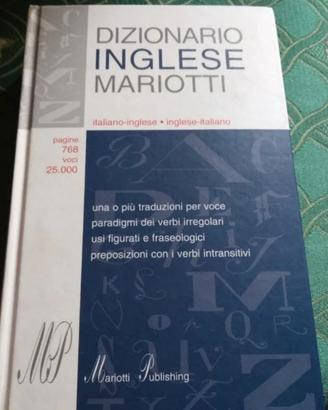 DIZIONARIO
INGLESE
MARIOTTI
italiano-inglese • inglese-italiano
pagine
768
voci
25.000
una o più traduzioni per voce
paradigmi dei verbi irregolari
usi figurati e fraseologici
preposizioni con i verbi intransitivi
MP Mariotti Publishing